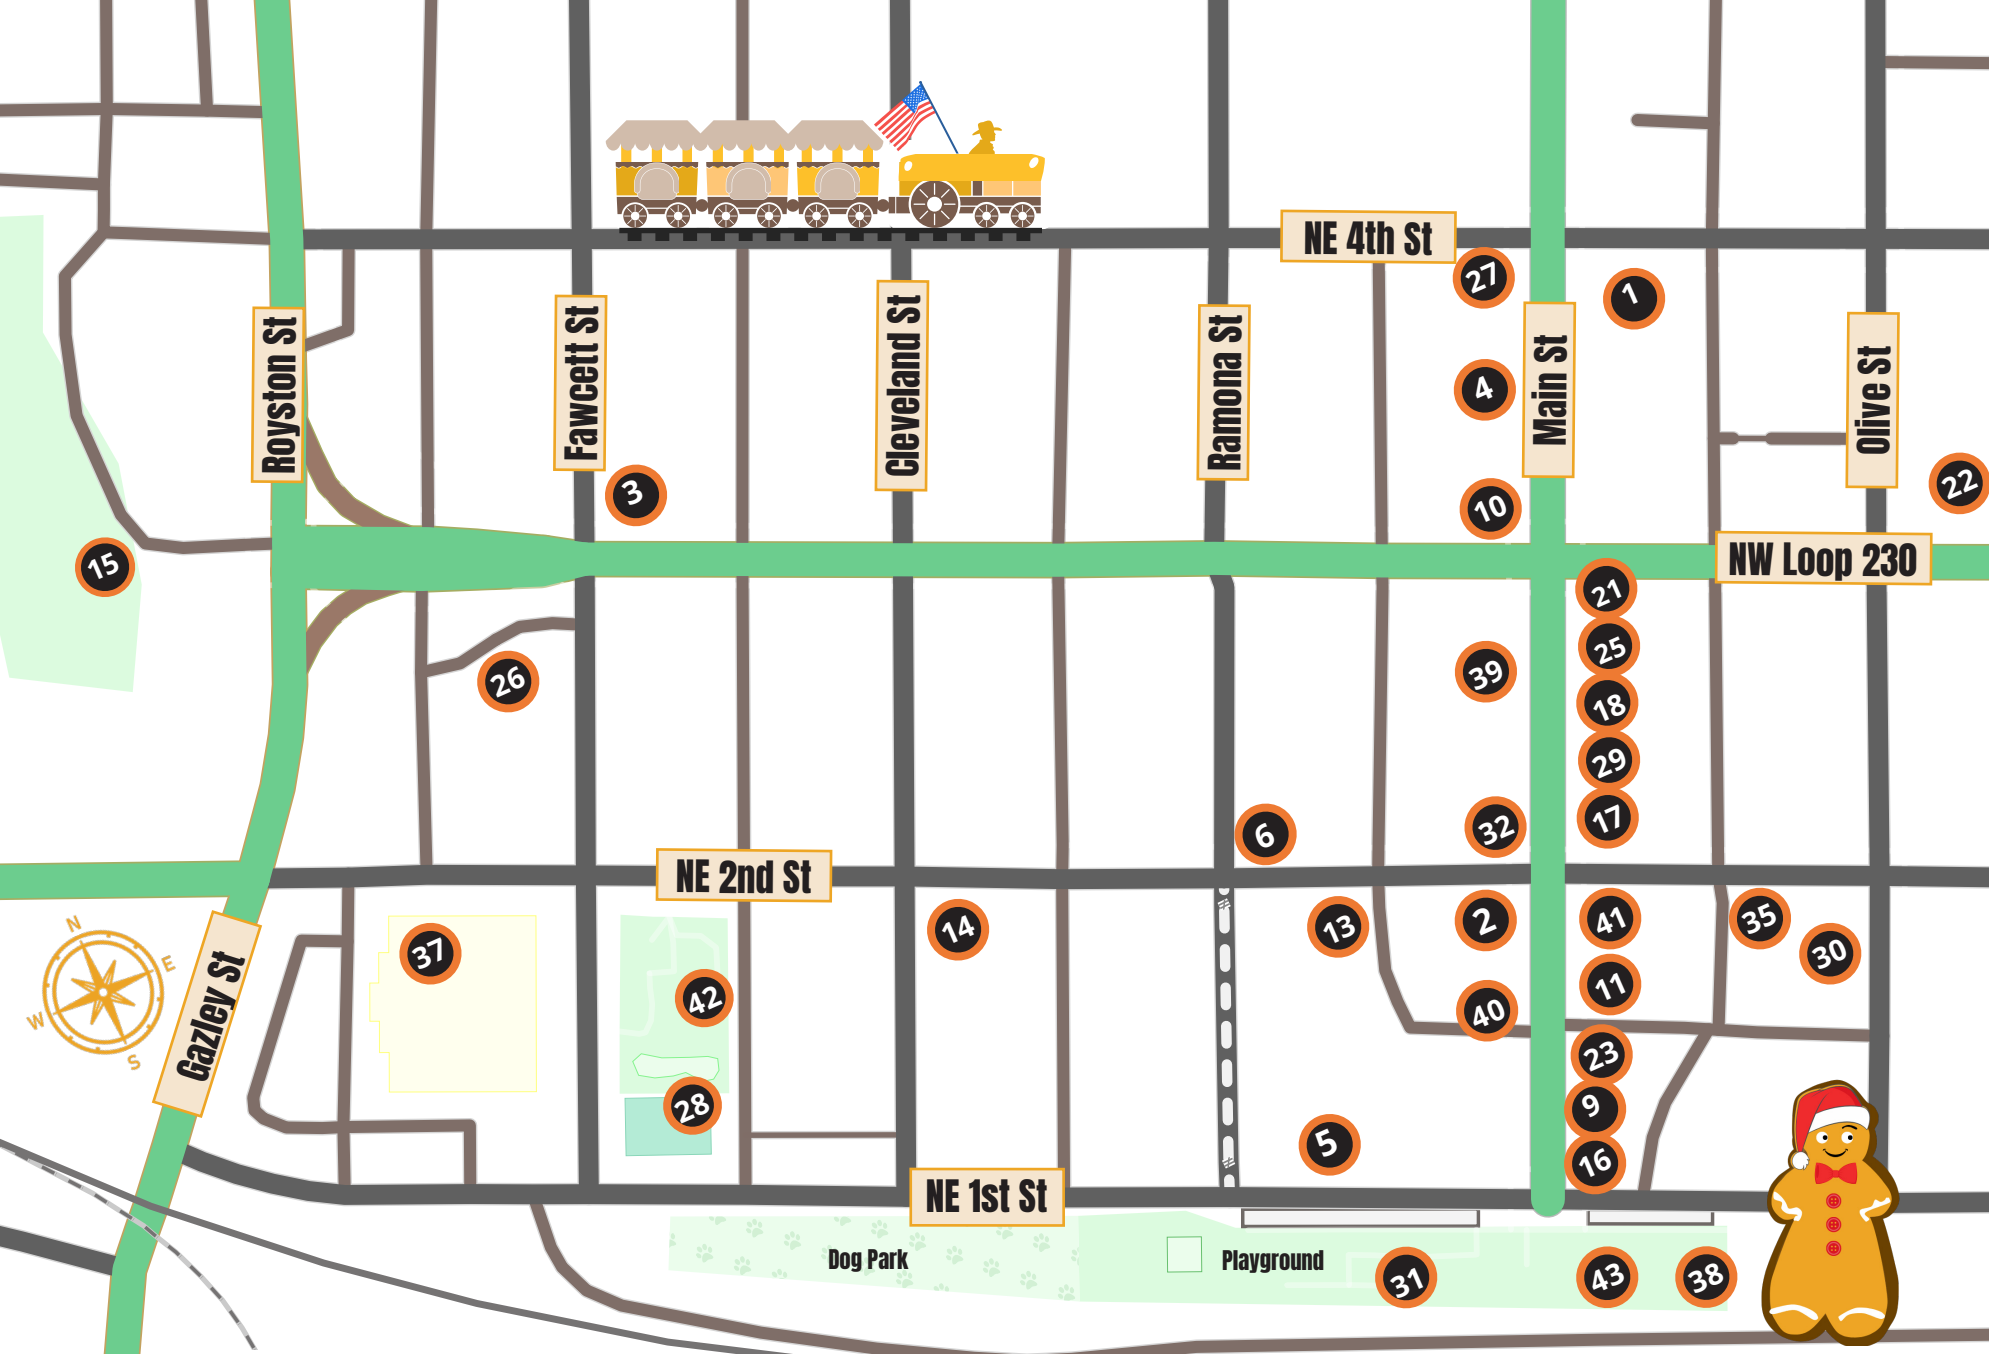 NE 4th St
27
1
Royston St
Fawcett St
Cleveland St
Ramona St
Main St
Olive St
4
3
10
22
15
NW Loop 230
21
25
26
39
18
29
17
32
6
NE 2nd St
N
E
W
S
Gazley St
37
42
28
14
13
2
41
35
30
11
40
23
9
5
16
NE 1st St
Dog Park
Playground
31
43
38